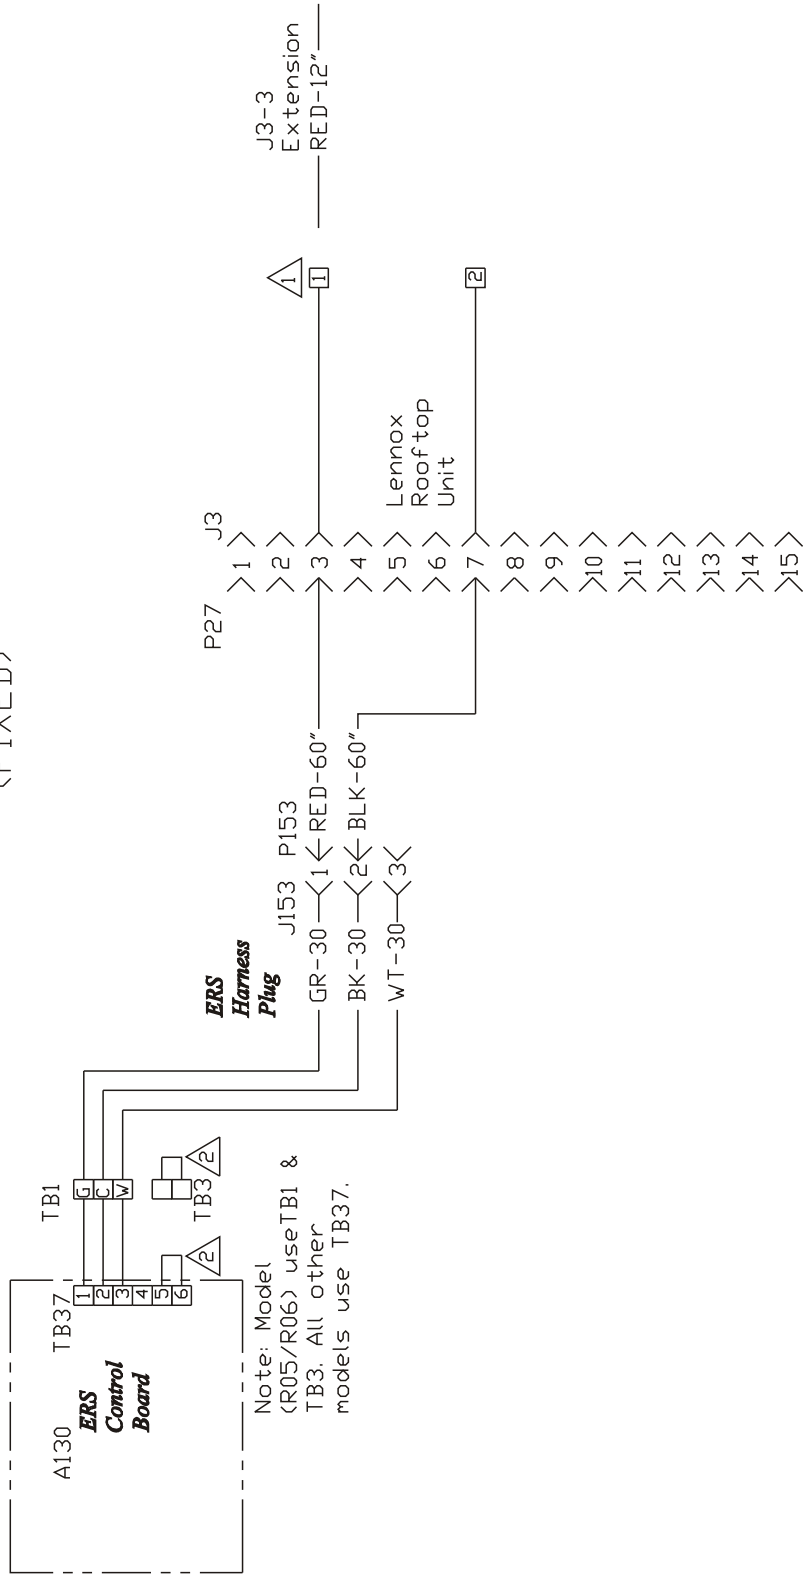 (FIXED)
A130
ERS
Control
Board
TB37
1
2
3
4
5
6
2
TB1
G
C
W
TB3
2
Note: Model
(R05/R06) useTB1 &
TB3. All other
models use TB37.
ERS
Harness
Plug
J153 P153
GR-30 1 RED-60"
BK-30 2 BLK-60"
WT-30 3
P27 J3
1
2
3
4
5
6
7
8
9
10
11
12
13
14
15
Lennox
Rooftop
Unit
1
1
2
J3-3
Extension
RED-12"